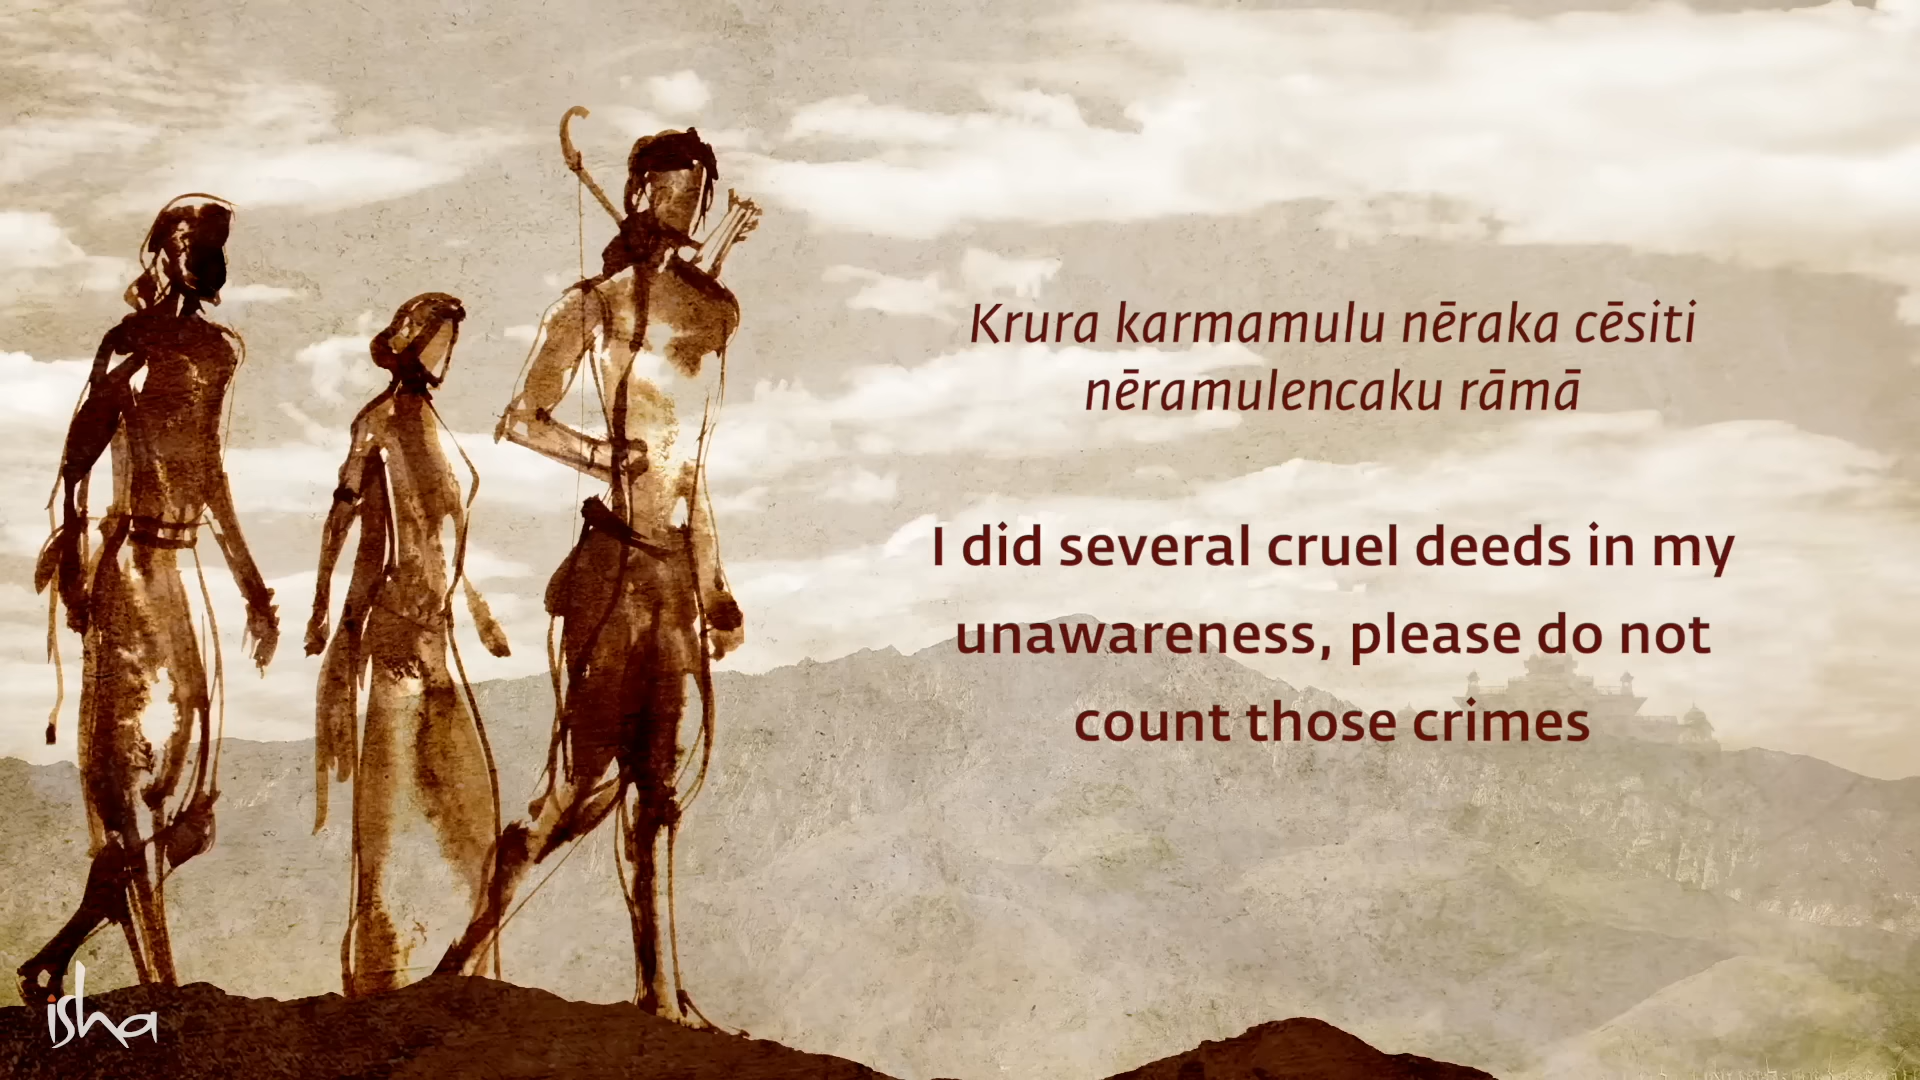 Krura karmamulu nēraka cēsiti
nēramulencaku rāmā
I did several cruel deeds in my
unawareness, please do not
count those crimes
isha